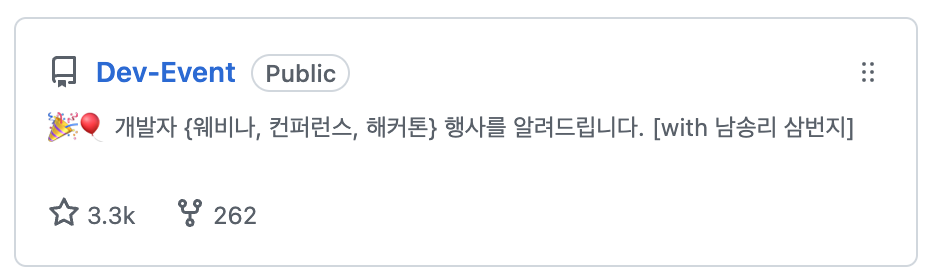 Dev-Event Public
🎉🎈 개발자 {웨비나, 컨퍼런스, 해커톤} 행사를 알려드립니다. [with 남송리 삼번지]
3.3k 262